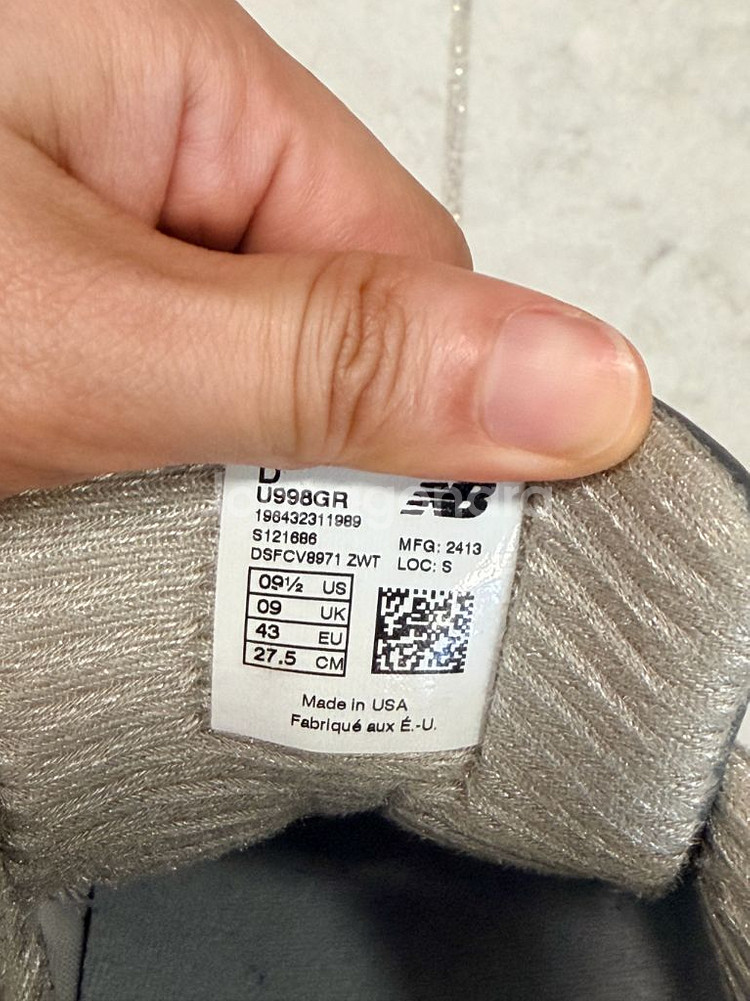 D
U998GR
196432311989
S121686
DSFCV8971 ZWT
NB
MFG: 2413
LOC: S
09½ US
09 UK
43 EU
27.5 CM
Made in USA
Fabriqué aux É.-U.